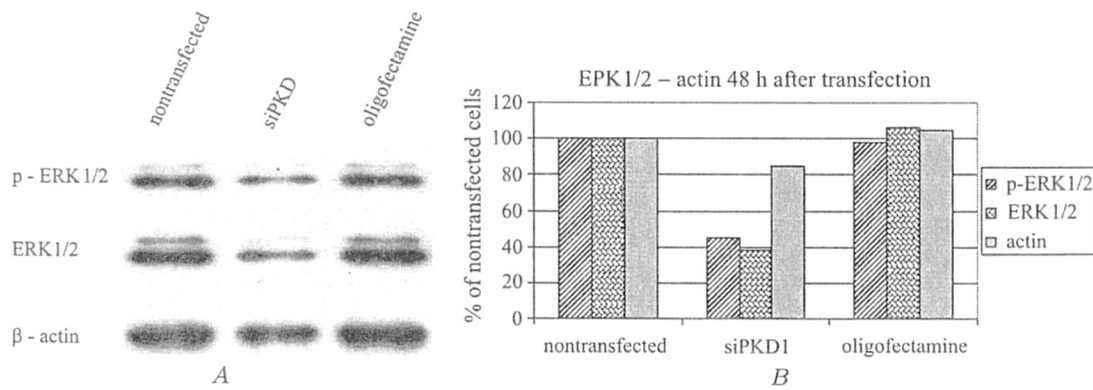 nontransfected
siPKD
oligofectamine
p - ERK1/2
ERK1/2
β - actin
A
EPK1/2 – actin 48 h after transfection
% of nontransfected cells
120
100
80
60
40
20
0
nontransfected
siPKD1
oligofectamine
p-ERK1/2
ERK1/2
actin
B